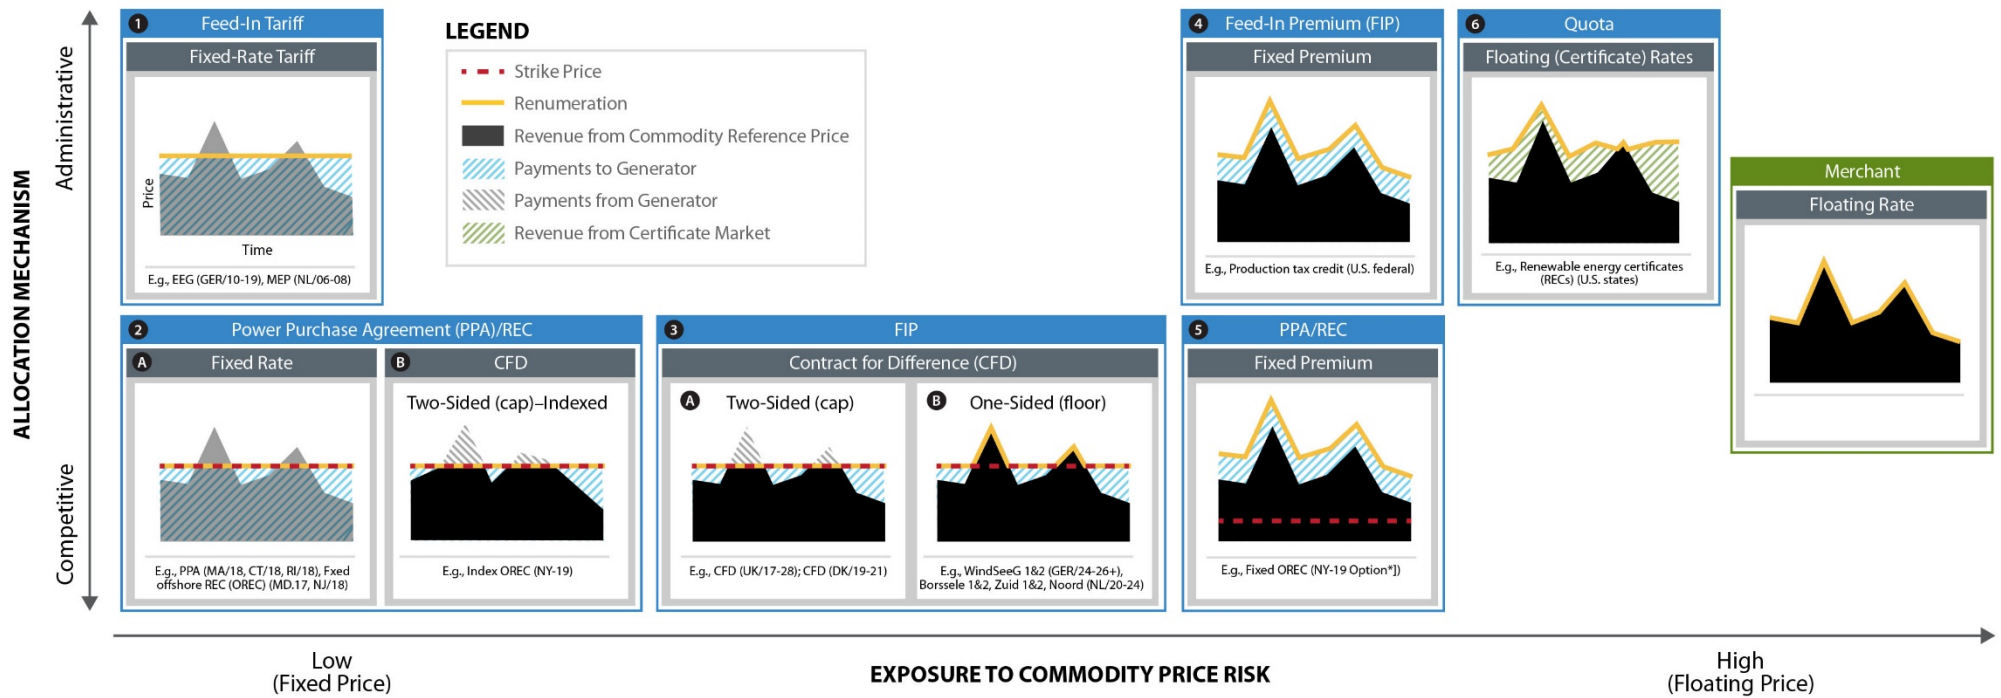 ALLOCATION MECHANISM
Administrative
Competitive
1
Feed-In Tariff
Fixed-Rate Tariff
Price
Time
E.g., EEG (GER/10-19), MEP (NL/06-08)
LEGEND
Strike Price
Renumeration
Revenue from Commodity Reference Price
Payments to Generator
Payments from Generator
Revenue from Certificate Market
4
Feed-In Premium (FIP)
Fixed Premium
E.g., Production tax credit (U.S. federal)
6
Quota
Floating (Certificate) Rates
E.g., Renewable energy certificates
(RECs) (U.S. states)
Merchant
Floating Rate
2
Power Purchase Agreement (PPA)/REC
A
Fixed Rate
E.g., PPA (MA/18, CT/18, RI/18), Fxed
offshore REC (OREC) (MD.17, NJ/18)
B
CFD
Two-Sided (cap)–Indexed
E.g., Index OREC (NY-19)
3
FIP
Contract for Difference (CFD)
A
Two-Sided (cap)
E.g., CFD (UK/17-28); CFD (DK/19-21)
B
One-Sided (floor)
E.g., WindSeeG 1&2 (GER/24-26+),
Borssele 1&2, Zuid 1&2, Noord (NL/20-24)
5
PPA/REC
Fixed Premium
E.g., Fixed OREC (NY-19 Option*])
Low
(Fixed Price)
EXPOSURE TO COMMODITY PRICE RISK
High
(Floating Price)